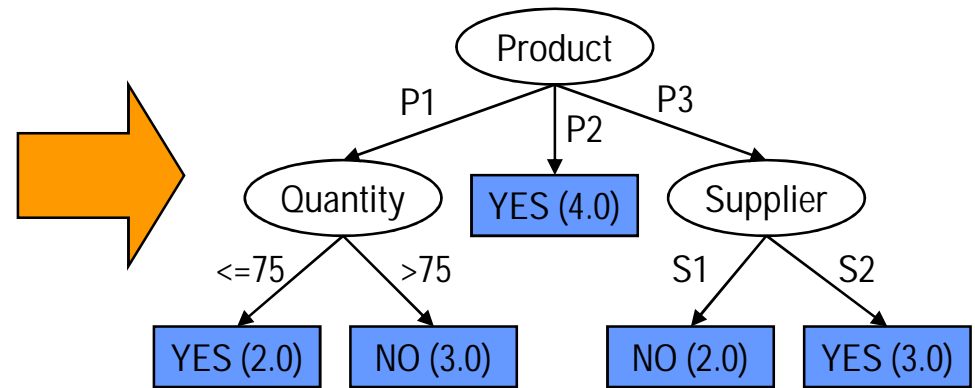 Product
P1
P2
P3
Quantity
YES (4.0)
Supplier
<=75
>75
S1
S2
YES (2.0)
NO (3.0)
NO (2.0)
YES (3.0)